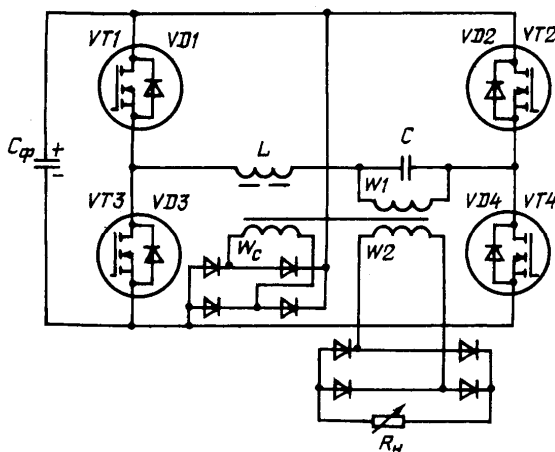 VT1 VD1
VD2 VT2
Cф + −
L
C
W1
VT3 VD3
VD4 VT4
Wc
W2
Rн